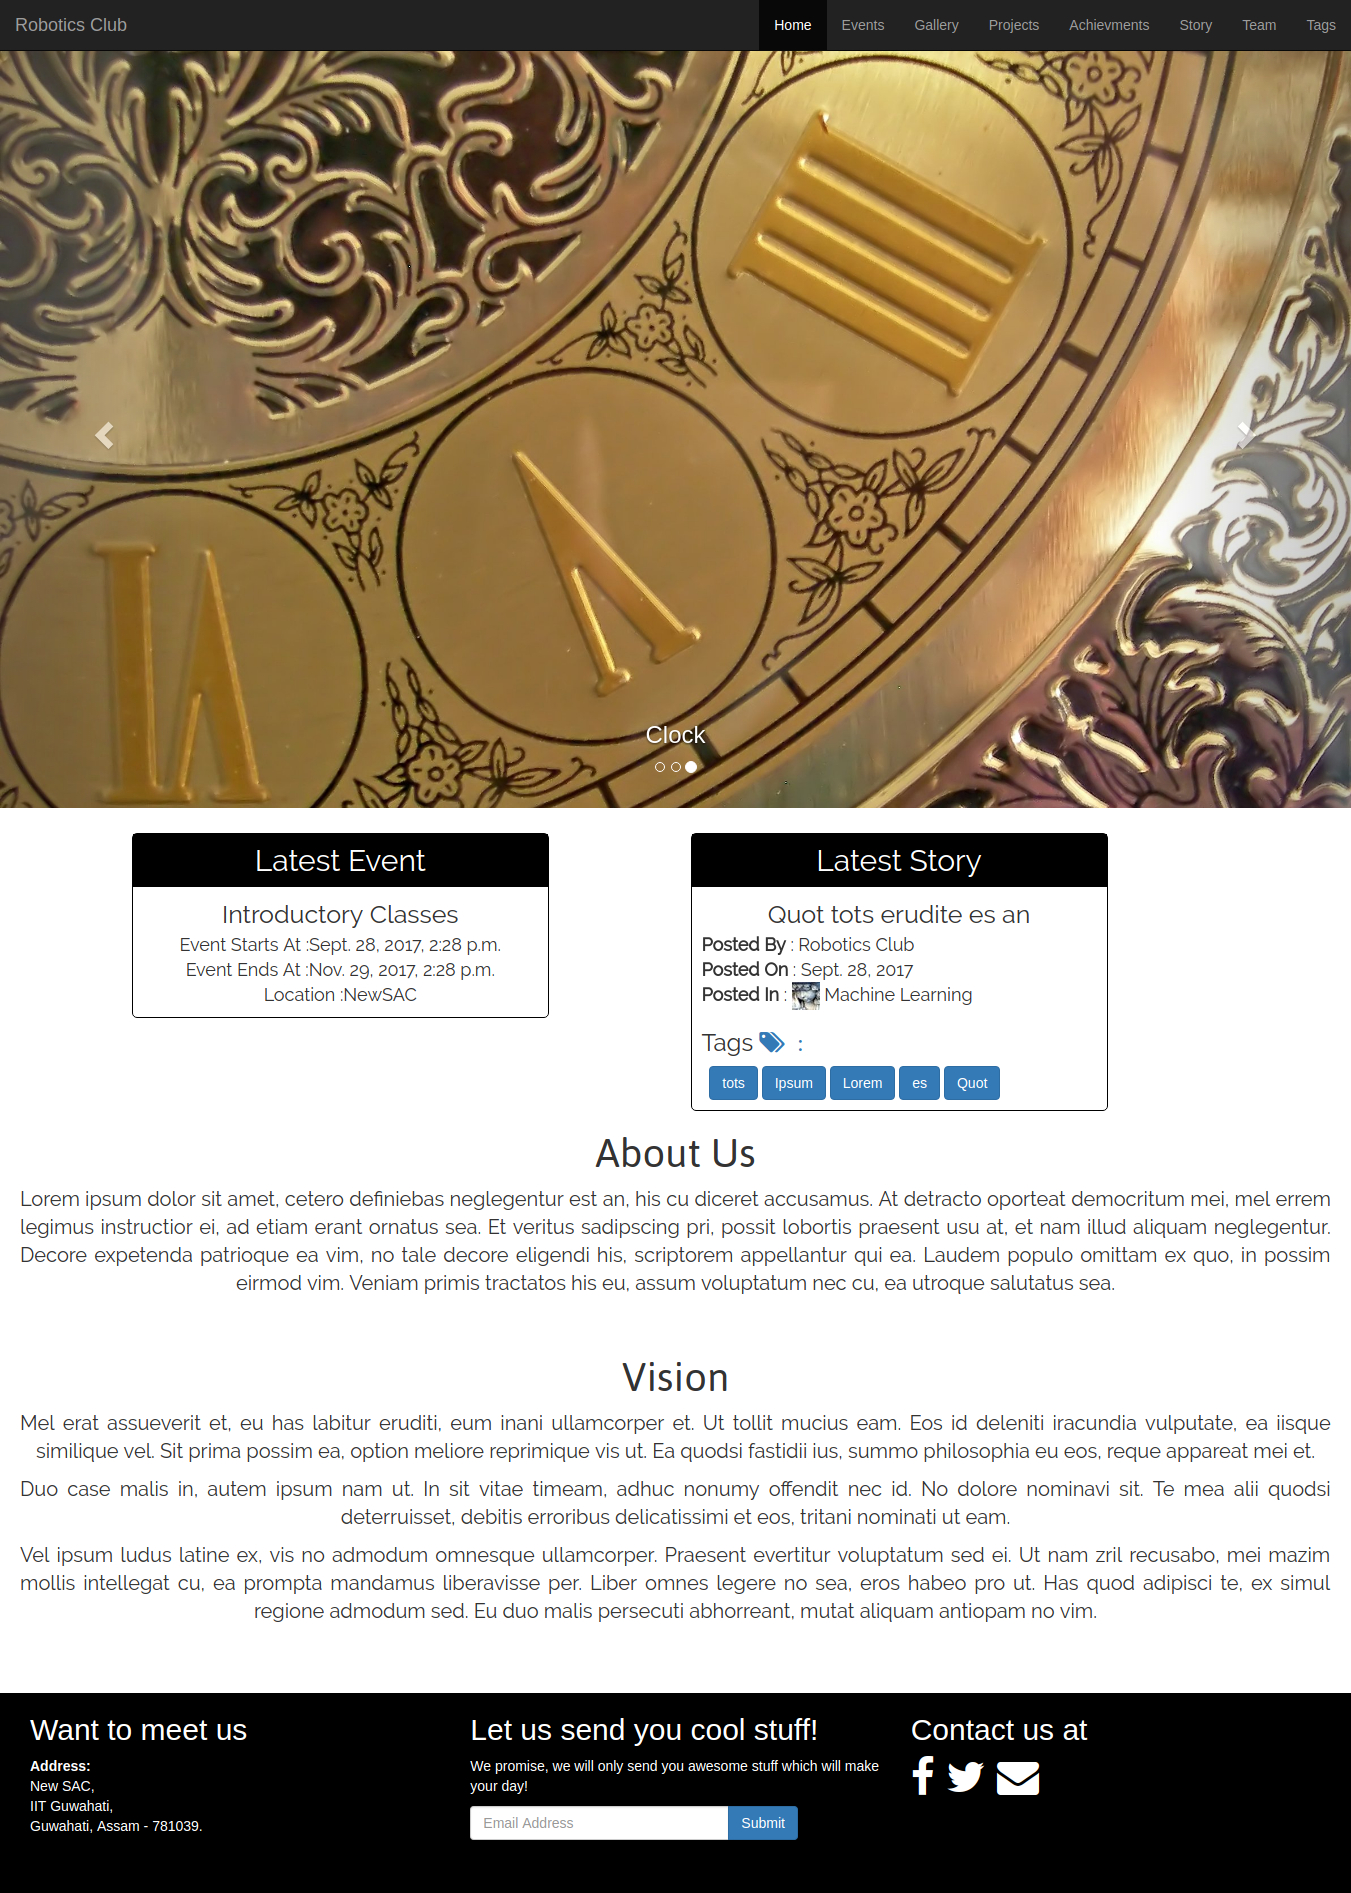 Robotics Club
Home Events Gallery Projects Achievments Story Team Tags
Clock
Latest Event
Introductory Classes
Event Starts At :Sept. 28, 2017, 2:28 p.m.
Event Ends At :Nov. 29, 2017, 2:28 p.m.
Location :NewSAC
Latest Story
Quot tots erudite es an
Posted By : Robotics Club
Posted On : Sept. 28, 2017
Posted In : Machine Learning
Tags :
tots Ipsum Lorem es Quot
About Us
Lorem ipsum dolor sit amet, cetero definiebas neglegentur est an, his cu diceret accusamus. At detracto oporteat democritum mei, mel errem
legimus instructior ei, ad etiam erant ornatus sea. Et veritus sadipscing pri, possit lobortis praesent usu at, et nam illud aliquam neglegentur.
Decore expetenda patrioque ea vim, no tale decore eligendi his, scriptorem appellantur qui ea. Laudem populo omittam ex quo, in possim
eirmod vim. Veniam primis tractatos his eu, assum voluptatum nec cu, ea utroque salutatus sea.
Vision
Mel erat assueverit et, eu has labitur eruditi, eum inani ullamcorper et. Ut tollit mucius eam. Eos id deleniti iracundia vulputate, ea iisque
similique vel. Sit prima possim ea, option meliore reprimique vis ut. Ea quodsi fastidii ius, summo philosophia eu eos, reque appareat mei et.
Duo case malis in, autem ipsum nam ut. In sit vitae timeam, adhuc nonumy offendit nec id. No dolore nominavi sit. Te mea alii quodsi
deterruisset, debitis erroribus delicatissimi et eos, tritani nominati ut eam.
Vel ipsum ludus latine ex, vis no admodum omnesque ullamcorper. Praesent evertitur voluptatum sed ei. Ut nam zril recusabo, mei mazim
mollis intellegat cu, ea prompta mandamus liberavisse per. Liber omnes legere no sea, eros habeo pro ut. Has quod adipisci te, ex simul
regione admodum sed. Eu duo malis persecuti abhorreant, mutat aliquam antiopam no vim.
Want to meet us
Address:
New SAC,
IIT Guwahati,
Guwahati, Assam - 781039.
Let us send you cool stuff!
We promise, we will only send you awesome stuff which will make
your day!
Email Address Submit
Contact us at